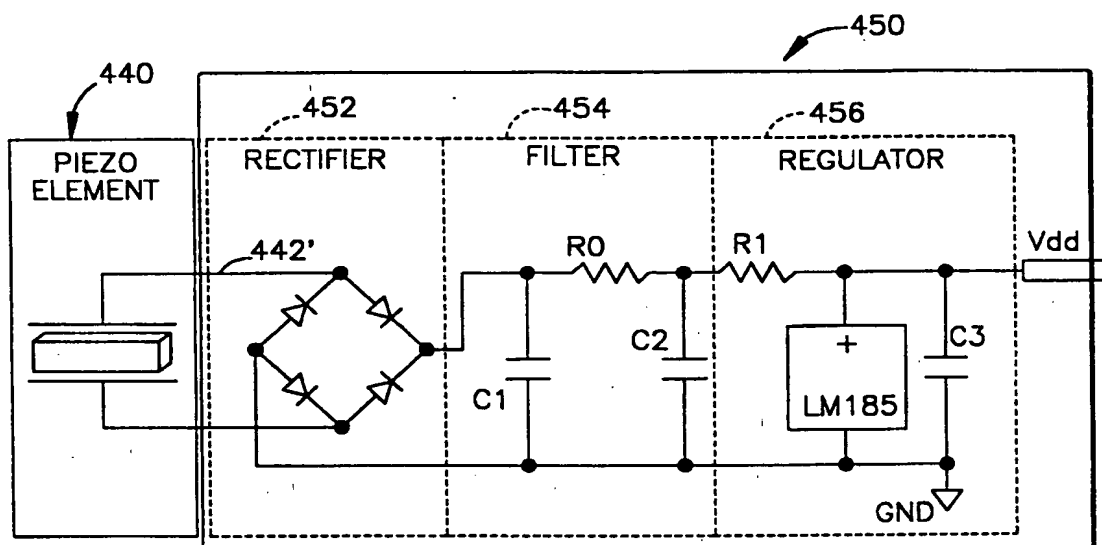 450
440
452
454
456
PIEZO
ELEMENT
RECTIFIER
FILTER
REGULATOR
442'
R0
R1
Vdd
C1
C2
+
LM185
C3
GND